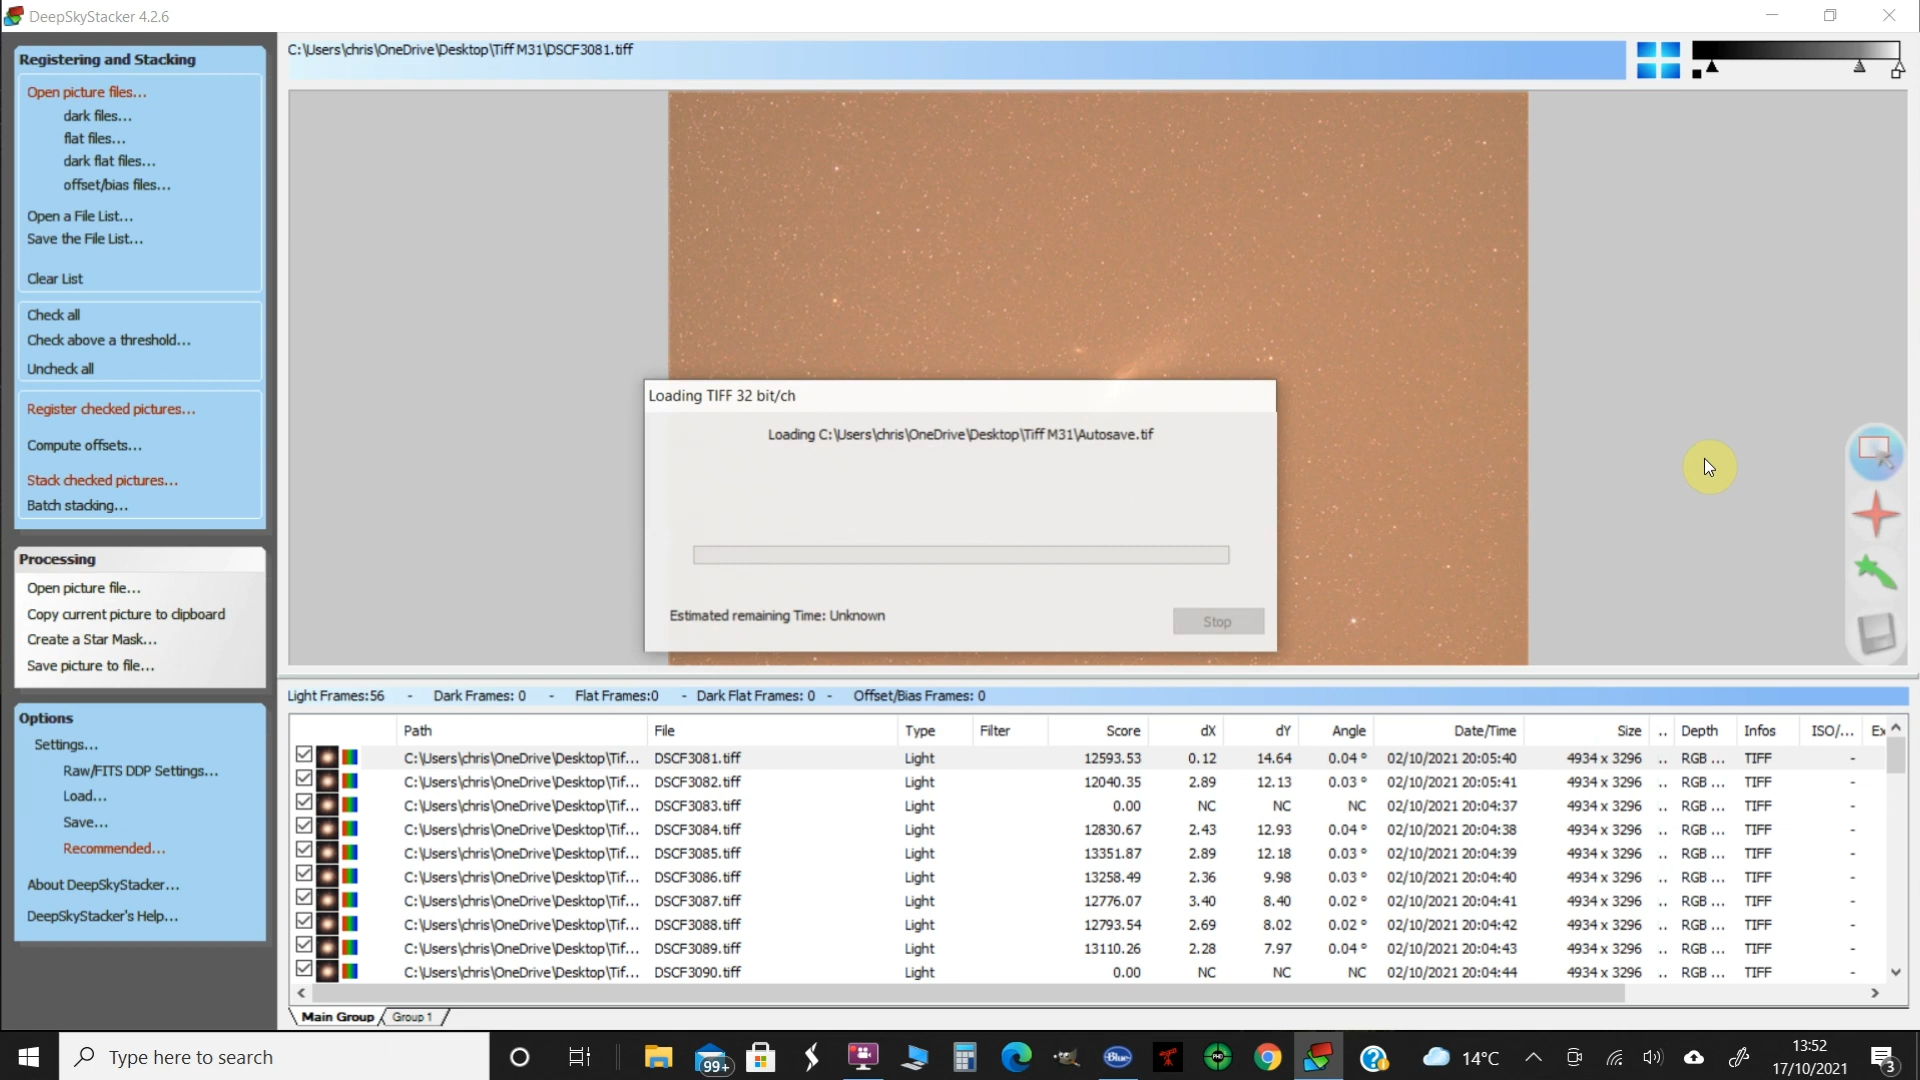 DeepSkyStacker 4.2.6
Registering and Stacking
Open picture files...
dark files...
flat files...
dark flat files...
offset/bias files...
Open a File List...
Save the File List...
Clear List
Check all
Check above a threshold...
Uncheck all
Register checked pictures...
Compute offsets...
Stack checked pictures...
Batch stacking...
Processing
Open picture file...
Copy current picture to clipboard
Create a Star Mask...
Save picture to file...
Options
Settings...
Raw/FITS DDP Settings...
Load...
Save...
Recommended...
About DeepSkyStacker...
DeepSkyStacker's Help...
C:\Users\chris\OneDrive\Desktop\Tiff M31\DSCF3081.tiff
Loading TIFF 32 bit/ch
Loading C:\Users\chris\OneDrive\Desktop\Tiff M31\Autosave.tif
Estimated remaining Time: Unknown
Stop
Light Frames:56 - Dark Frames: 0 - Flat Frames:0 - Dark Flat Frames: 0 - Offset/Bias Frames: 0
Path File Type Filter Score dX dY Angle Date/Time Size .. Depth Infos ISO/... Ex
C:\Users\chris\OneDrive\Desktop\Tif... DSCF3081.tiff Light 12593.53 0.12 14.64 0.04 ° 02/10/2021 20:05:40 4934 x 3296 .. RGB ... TIFF -
C:\Users\chris\OneDrive\Desktop\Tif... DSCF3082.tiff Light 12040.35 2.89 12.13 0.03 ° 02/10/2021 20:05:41 4934 x 3296 .. RGB ... TIFF -
C:\Users\chris\OneDrive\Desktop\Tif... DSCF3083.tiff Light 0.00 NC NC NC 02/10/2021 20:04:37 4934 x 3296 .. RGB ... TIFF -
C:\Users\chris\OneDrive\Desktop\Tif... DSCF3084.tiff Light 12830.67 2.43 12.93 0.04 ° 02/10/2021 20:04:38 4934 x 3296 .. RGB ... TIFF -
C:\Users\chris\OneDrive\Desktop\Tif... DSCF3085.tiff Light 13351.87 2.89 12.18 0.03 ° 02/10/2021 20:04:39 4934 x 3296 .. RGB ... TIFF -
C:\Users\chris\OneDrive\Desktop\Tif... DSCF3086.tiff Light 13258.49 2.36 9.98 0.03 ° 02/10/2021 20:04:40 4934 x 3296 .. RGB ... TIFF -
C:\Users\chris\OneDrive\Desktop\Tif... DSCF3087.tiff Light 12776.07 3.40 8.40 0.02 ° 02/10/2021 20:04:41 4934 x 3296 .. RGB ... TIFF -
C:\Users\chris\OneDrive\Desktop\Tif... DSCF3088.tiff Light 12793.54 2.69 8.02 0.02 ° 02/10/2021 20:04:42 4934 x 3296 .. RGB ... TIFF -
C:\Users\chris\OneDrive\Desktop\Tif... DSCF3089.tiff Light 13110.26 2.28 7.97 0.04 ° 02/10/2021 20:04:43 4934 x 3296 .. RGB ... TIFF -
C:\Users\chris\OneDrive\Desktop\Tif... DSCF3090.tiff Light 0.00 NC NC NC 02/10/2021 20:04:44 4934 x 3296 .. RGB ... TIFF -
Main Group Group 1
Type here to search 99+ Blue 14°C 13:52
17/10/2021 3